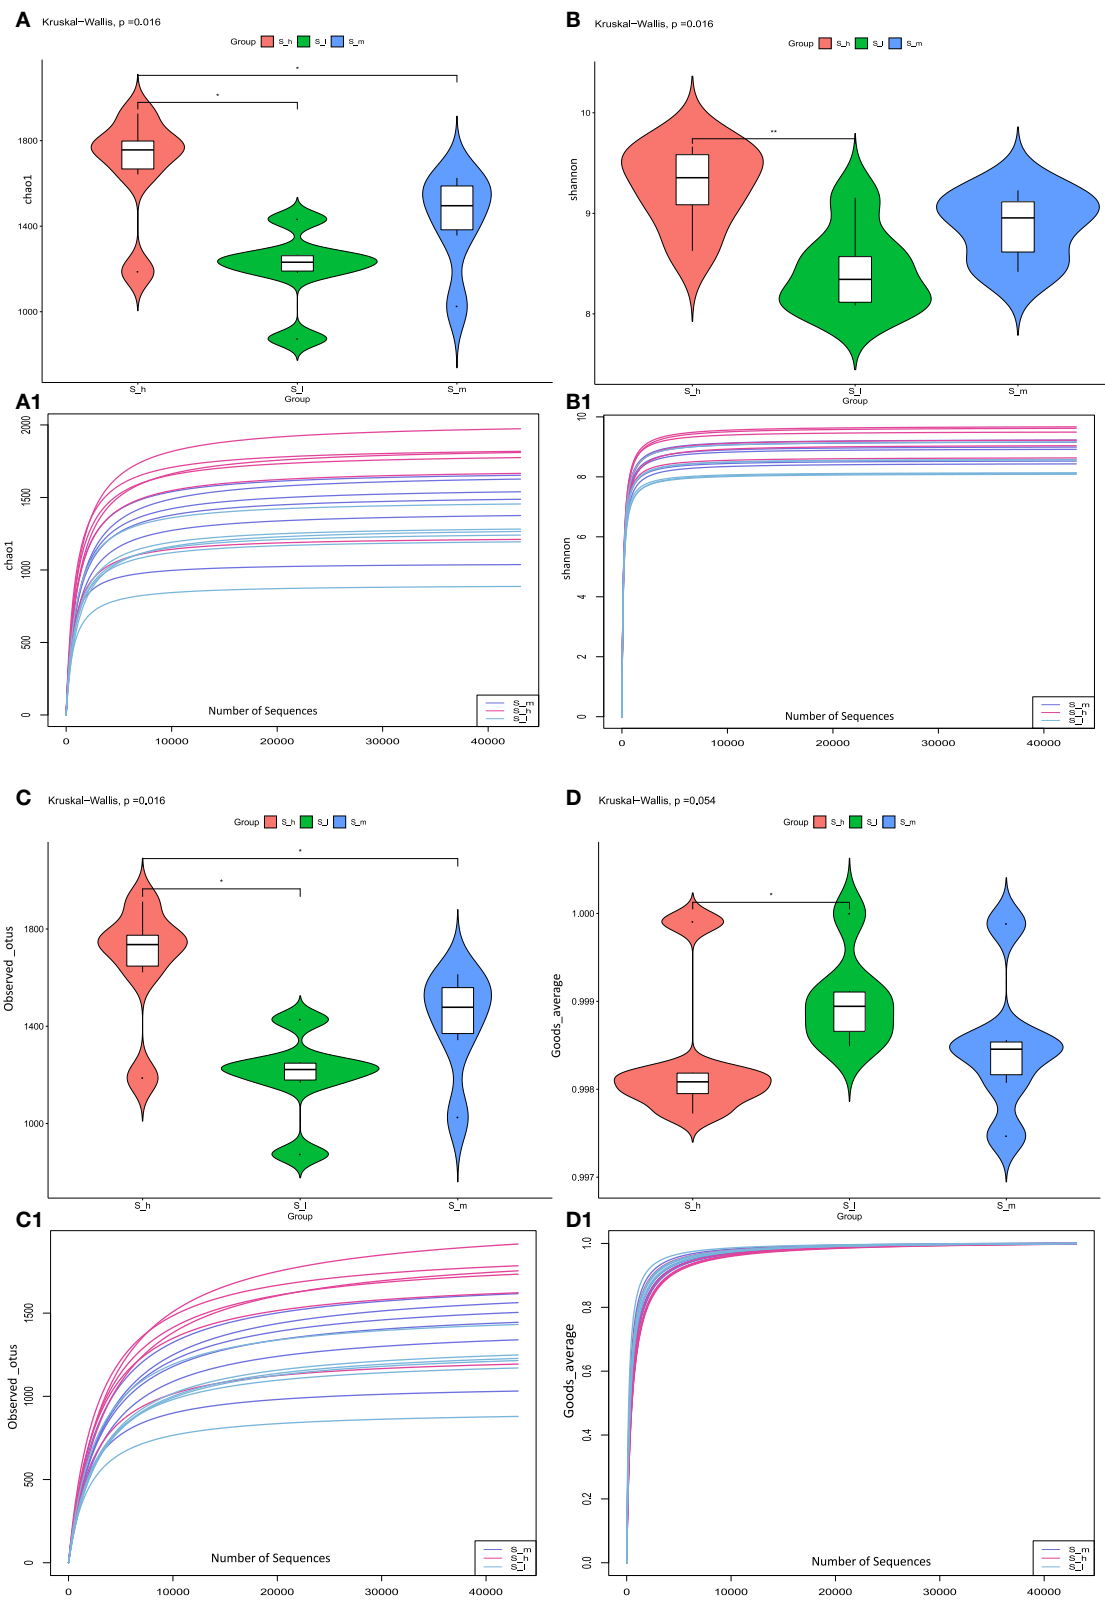 A Kruskal-Wallis, p =0.016
Group S_h S_l S_m
chao1
1800
1400
1000
*
*
S_h S_l S_m
Group
B Kruskal-Wallis, p =0.016
Group S_h S_l S_m
shannon
10
9
8
**
S_h S_l S_m
Group
A1
chao1
2000
1500
1000
500
0
Number of Sequences
S_m
S_h
S_l
0 10000 20000 30000 40000
B1
shannon
10
8
6
4
2
0
Number of Sequences
S_m
S_h
S_l
0 10000 20000 30000 40000
C Kruskal-Wallis, p =0.016
Group S_h S_l S_m
Observed _otus
1800
1400
1000
*
*
S_h S_l S_m
Group
D Kruskal-Wallis, p =0.054
Group S_h S_l S_m
Goods_average
1.000
0.999
0.998
0.997
*
S_h S_l S_m
Group
C1
Observed _otus
1500
1000
500
0
Number of Sequences
S_m
S_h
S_l
0 10000 20000 30000 40000
D1
Goods_average
1.0
0.8
0.6
0.4
0.2
0.0
Number of Sequences
S_m
S_h
S_l
0 10000 20000 30000 40000